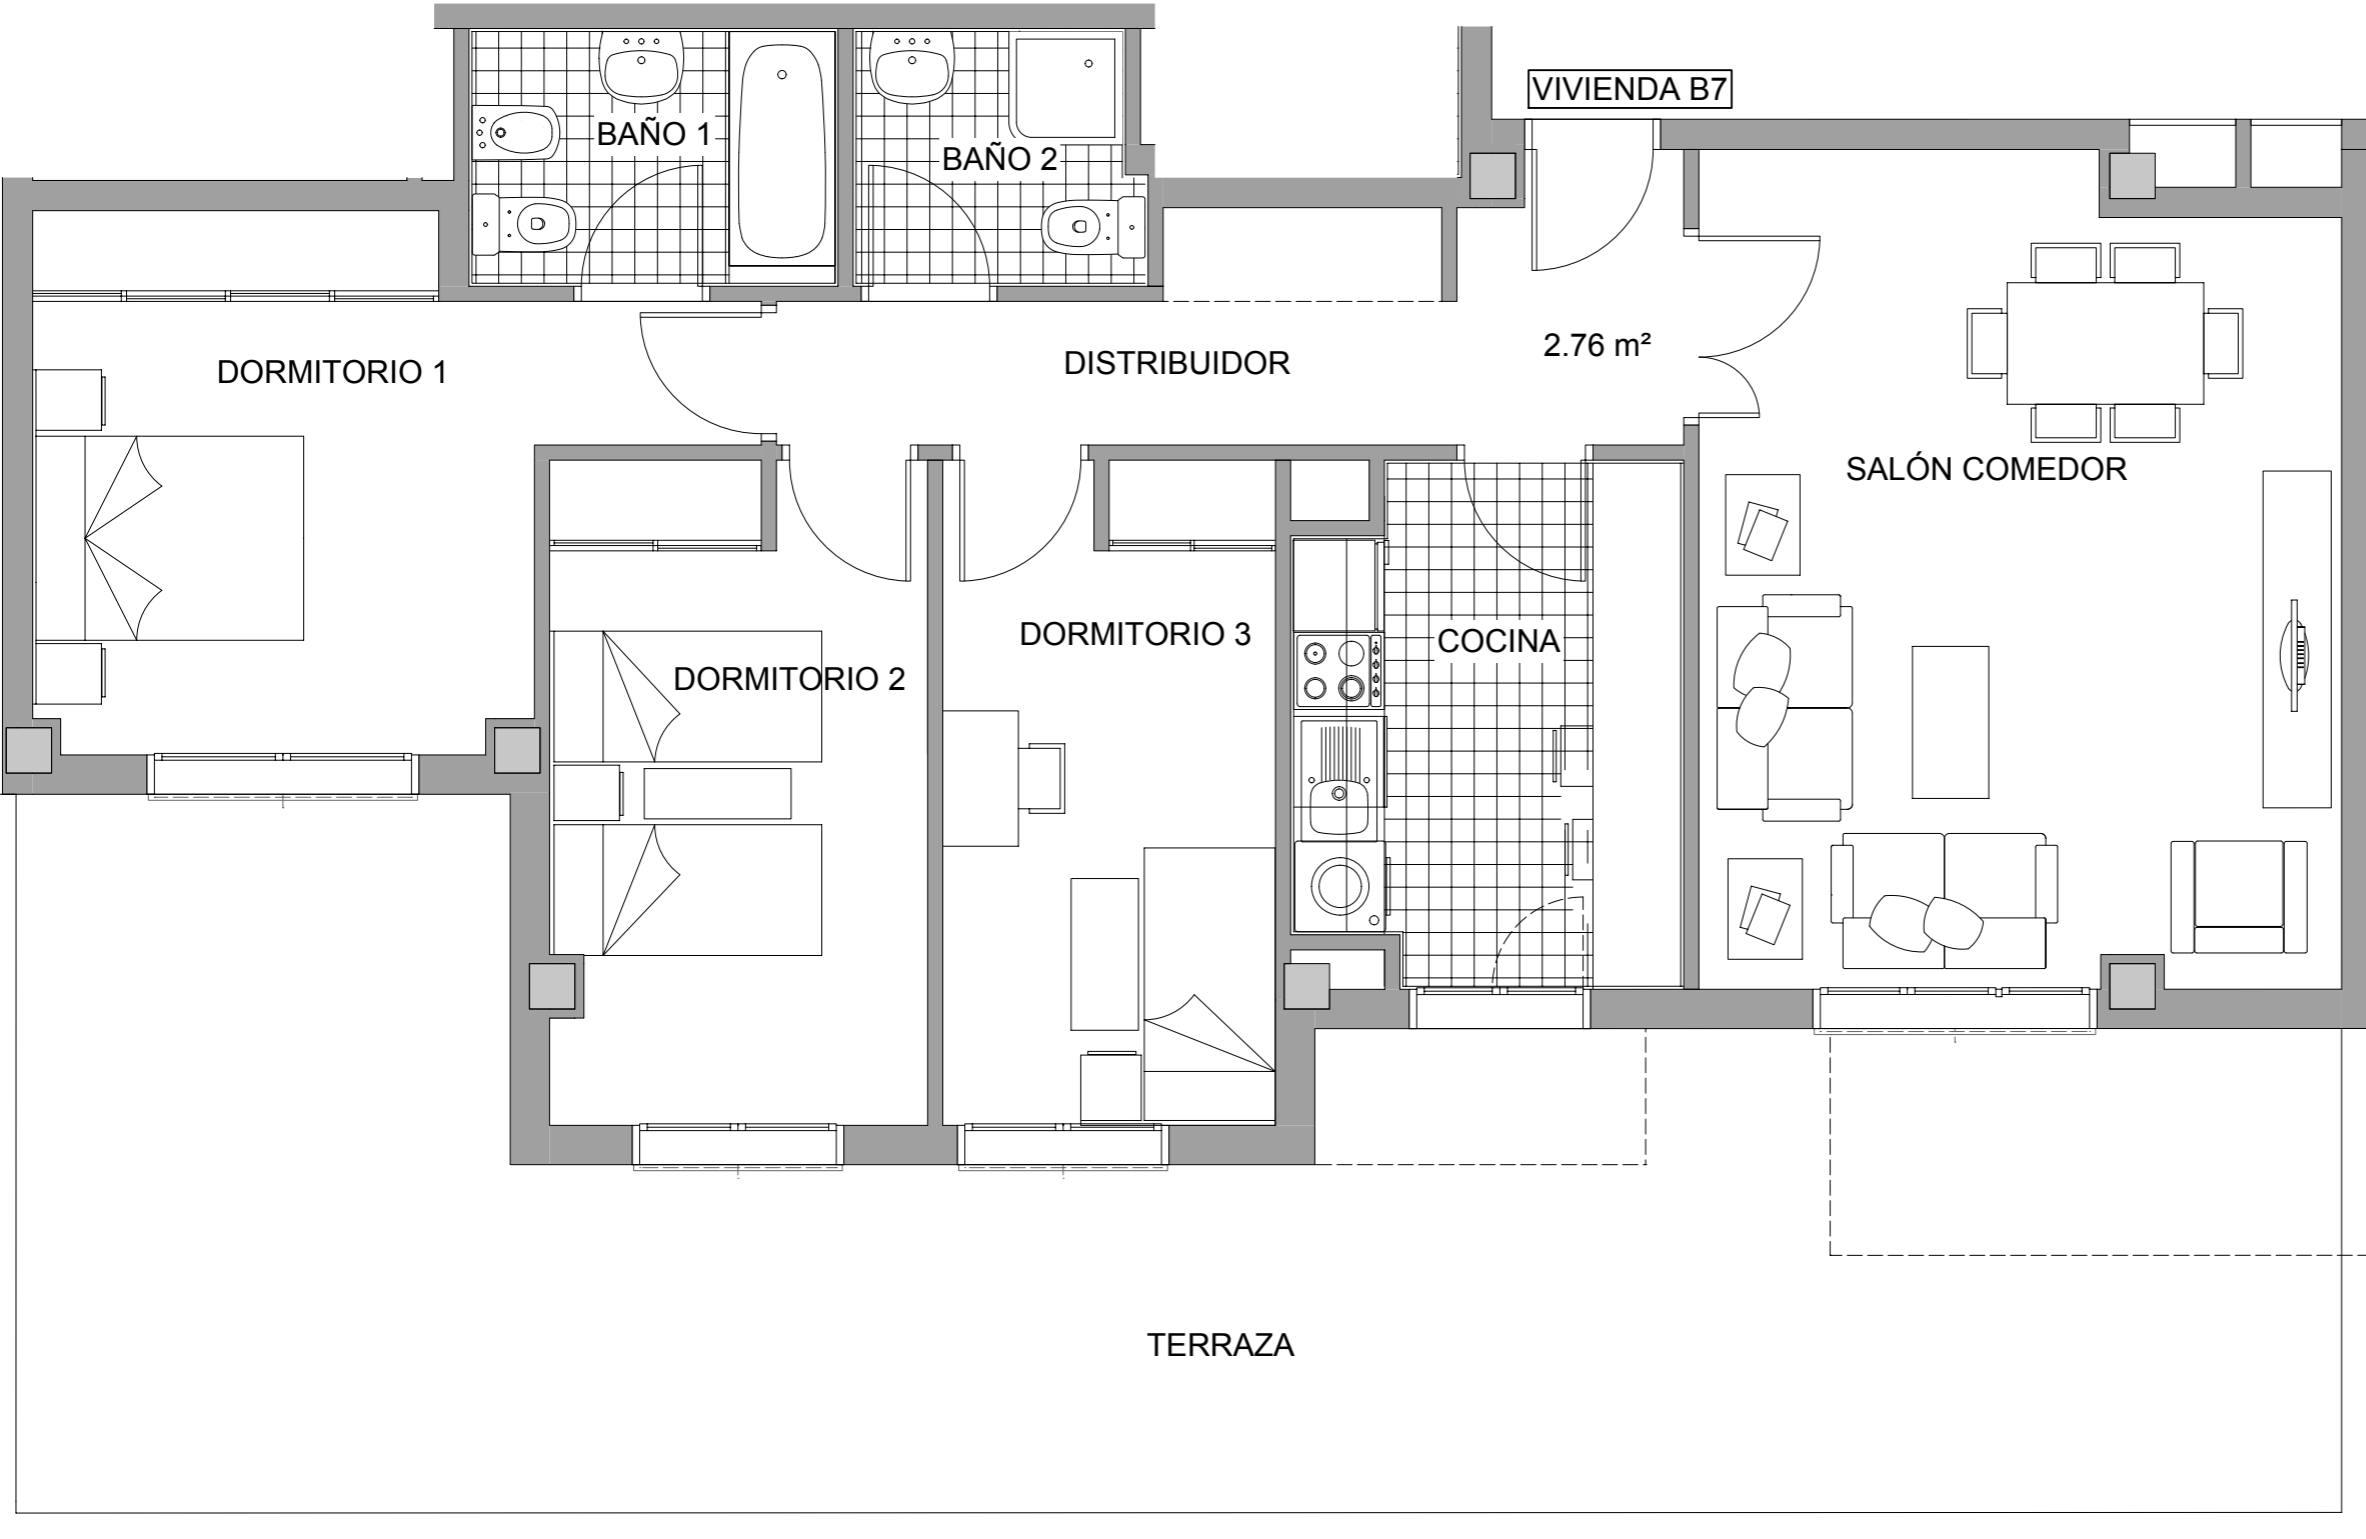 VIVIENDA B7
BAÑO 1
BAÑO 2
DORMITORIO 1
DISTRIBUIDOR
2.76 m²
SALÓN COMEDOR
DORMITORIO 2
DORMITORIO 3
COCINA
TERRAZA